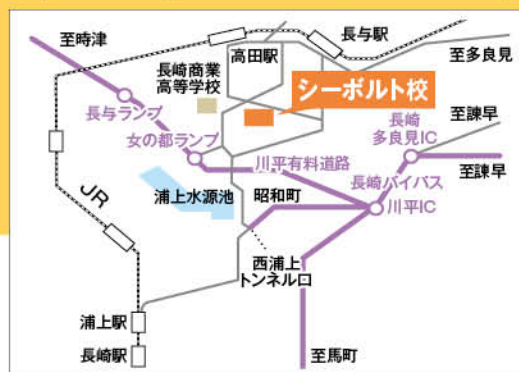 至時津
長与駅
高田駅
至多良見
長崎商業
高等学校
シーボルト校
長与ランプ
長崎
多良見IC
至諫早
女の都ランプ
川平有料道路
至諫早
長崎バイパス
JR
浦上水源池
昭和町
川平IC
西浦上
トンネル口
浦上駅
長崎駅
至馬町